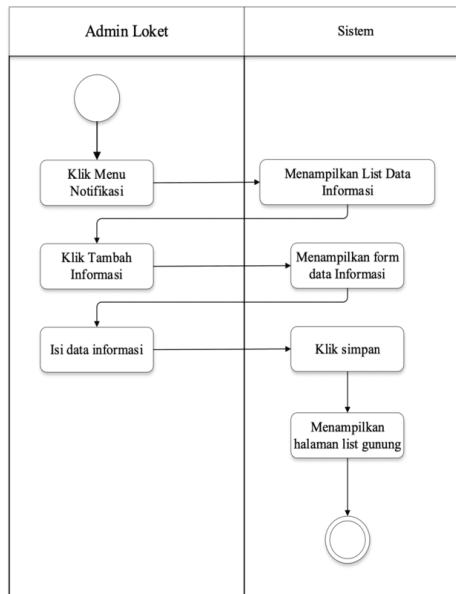 Admin Loket
Sistem
Klik Menu
Notifikasi
Menampilkan List Data
Informasi
Klik Tambah
Informasi
Menampilkan form
data Informasi
Isi data informasi
Klik simpan
Menampilkan
halaman list gunung